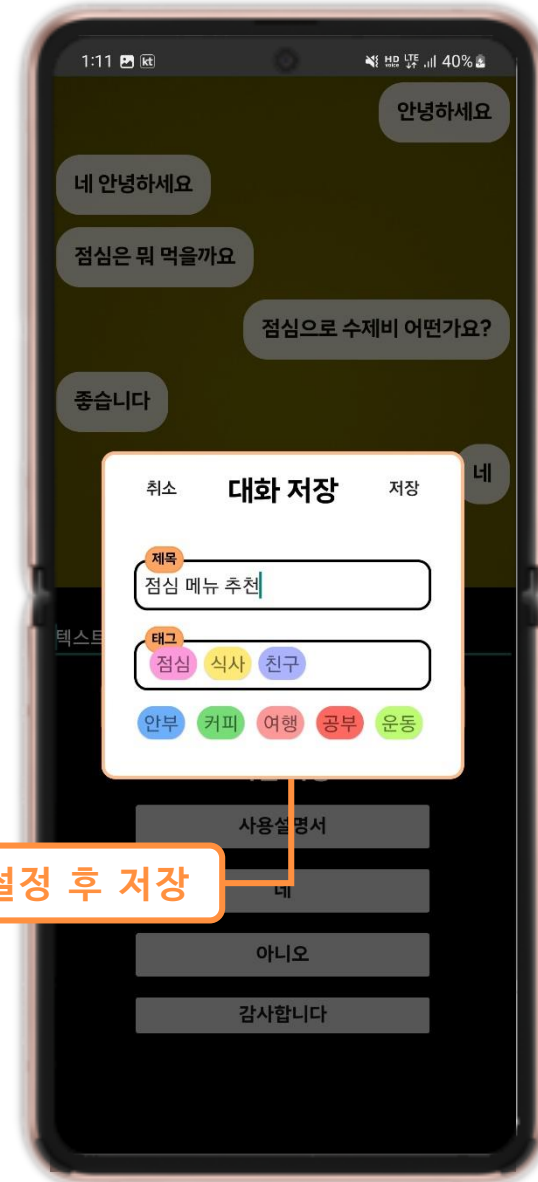 1:11 kt HD voice LTE 40%
안녕하세요
네 안녕하세요
점심은 뭐 먹을까요
점심으로 수제비 어떤가요?
좋습니다
네
취소 대화 저장 저장
제목
점심 메뉴 추천
텍스트
태그
점심 식사 친구
안부 커피 여행 공부 운동
사용설명서
설정 후 저장
네
아니오
감사합니다